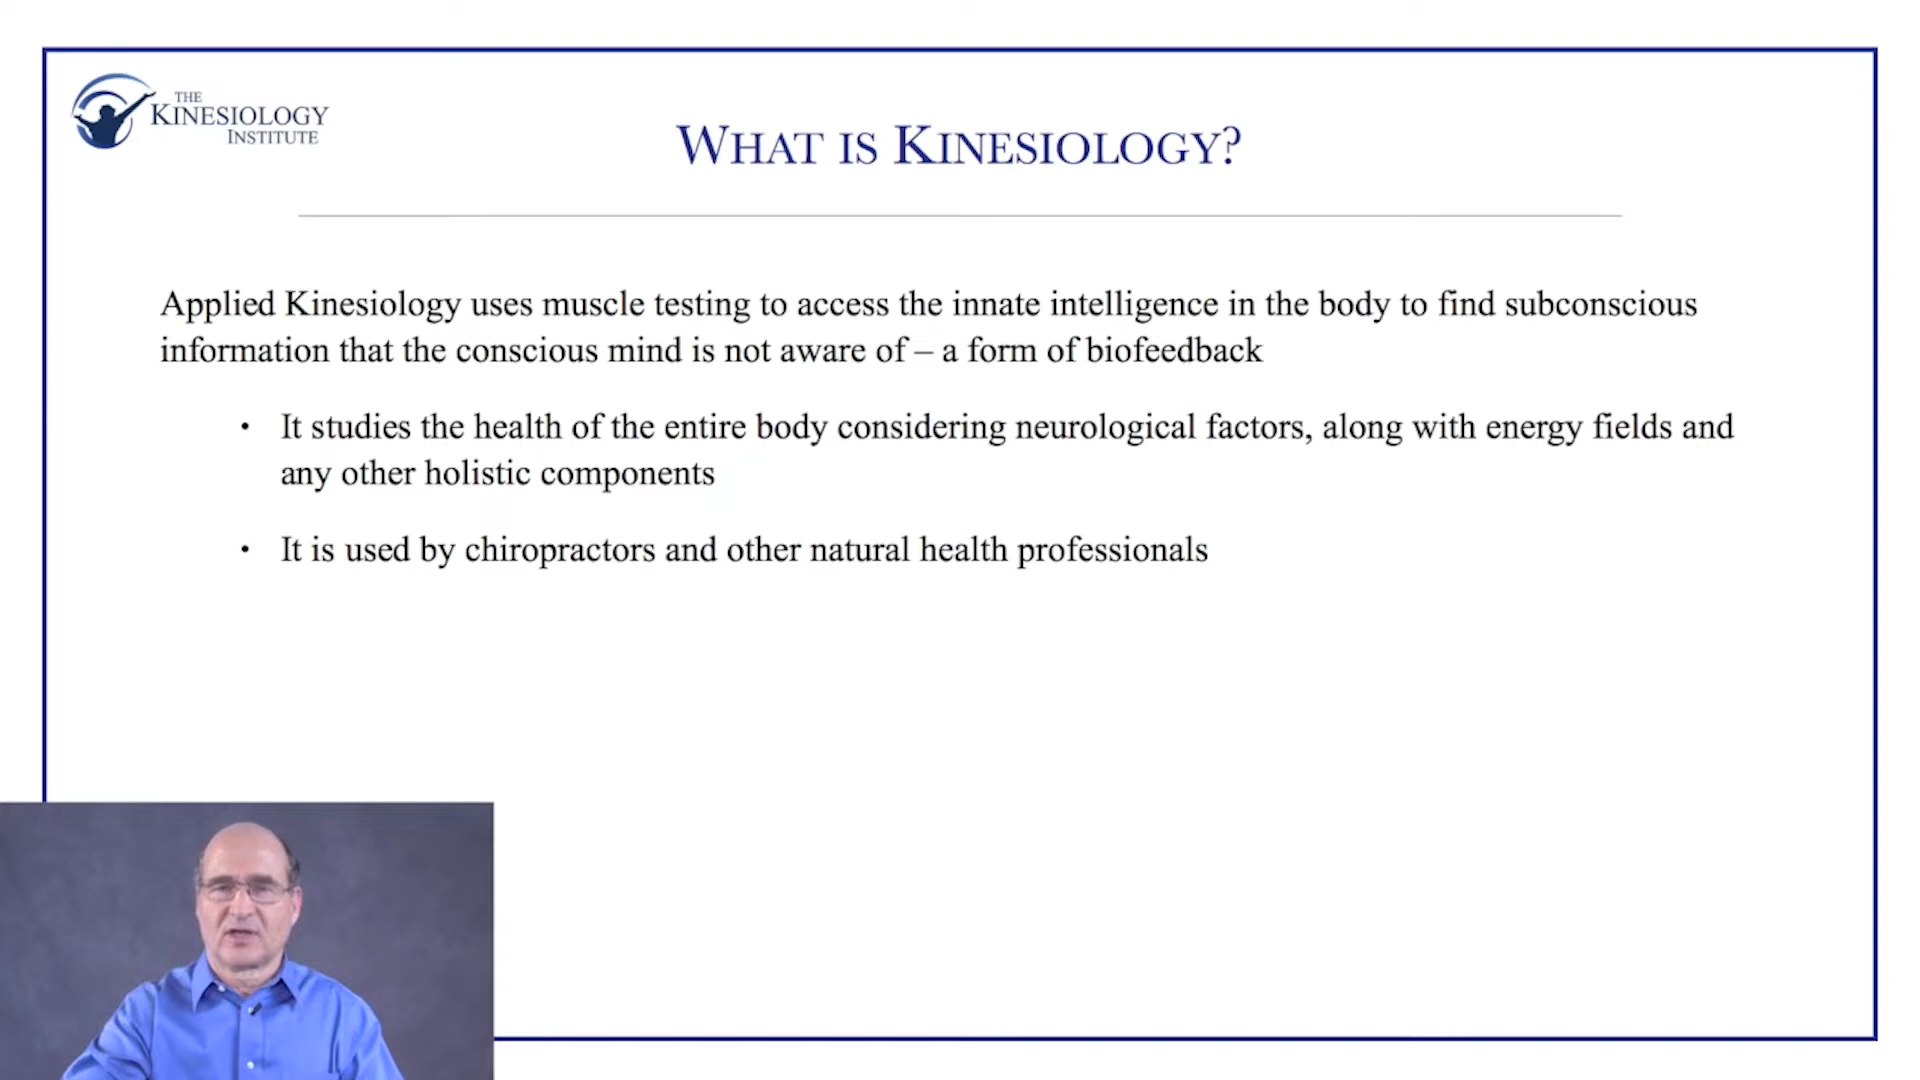 THE
KINESIOLOGY
INSTITUTE
WHAT IS KINESIOLOGY?
Applied Kinesiology uses muscle testing to access the innate intelligence in the body to find subconscious
information that the conscious mind is not aware of – a form of biofeedback
• It studies the health of the entire body considering neurological factors, along with energy fields and
any other holistic components
• It is used by chiropractors and other natural health professionals